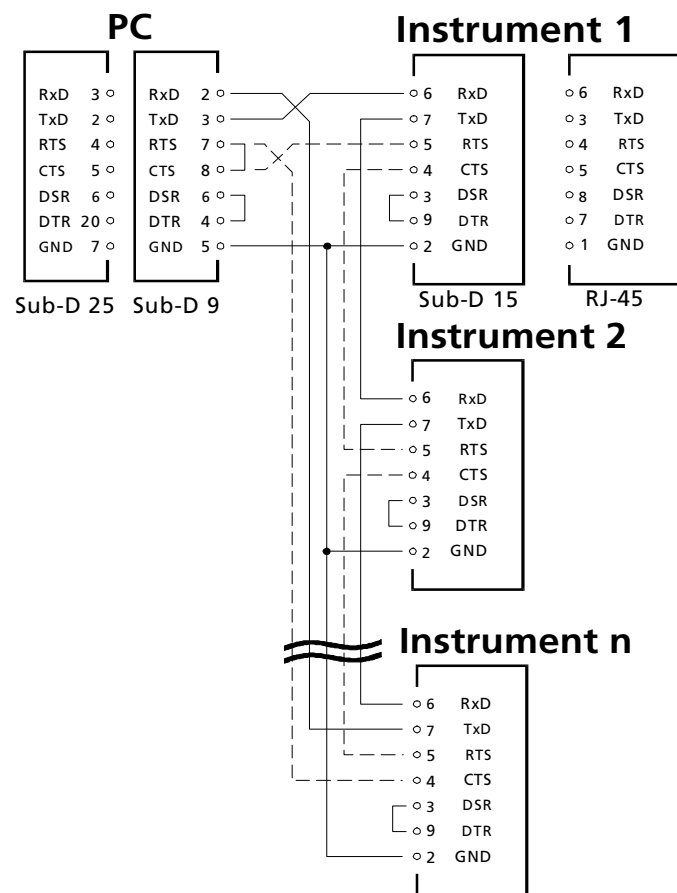 PC
RxD 3
TxD 2
RTS 4
CTS 5
DSR 6
DTR 20
GND 7
Sub-D 25
RxD 2
TxD 3
RTS 7
CTS 8
DSR 6
DTR 4
GND 5
Sub-D 9
Instrument 1
6 RxD
7 TxD
5 RTS
4 CTS
3 DSR
9 DTR
2 GND
Sub-D 15
6 RxD
3 TxD
4 RTS
5 CTS
8 DSR
7 DTR
1 GND
RJ-45
Instrument 2
6 RxD
7 TxD
5 RTS
4 CTS
3 DSR
9 DTR
2 GND
Instrument n
6 RxD
7 TxD
5 RTS
4 CTS
3 DSR
9 DTR
2 GND